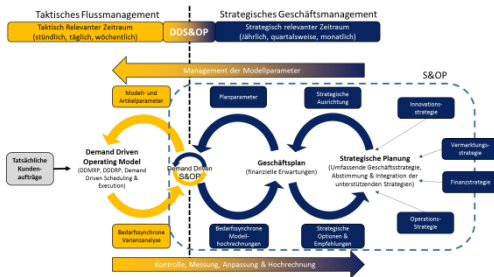 Taktisches Flussmanagement
Strategisches Geschäftsmanagement
Taktisch Relevanter Zeitraum
(stündlich, täglich, wöchentlich)
DDS&OP
Strategisch relevanter Zeitraum
(Jährlich, quartalsweise, monatlich)
Management der Modellparameter
S&OP
Modell- und
Artikelparameter
Planparameter
Strategische
Ausrichtung
Innovations-
strategie
Vermarktungs-
strategie
Finanzstrategie
Operations-
Strategie
Tatsächliche
Kunden-
aufträge
Demand Driven
Operating Model
(DDMRP, DDDRP, Demand
Driven Scheduling &
Execution)
Demand Driven
S&OP
Geschäftsplan
(finanzielle Erwartungen)
Strategische Planung
(Umfassende Geschäftsstrategie,
Abstimmung & Integration der
unterstützenden Strategien)
Bedarfsynchrone
Varianzanalyse
Bedarfsynchrone
Modell-
hochrechnungen
Strategische
Optionen &
Empfehlungen
Kontrolle, Messung, Anpassung & Hochrechnung